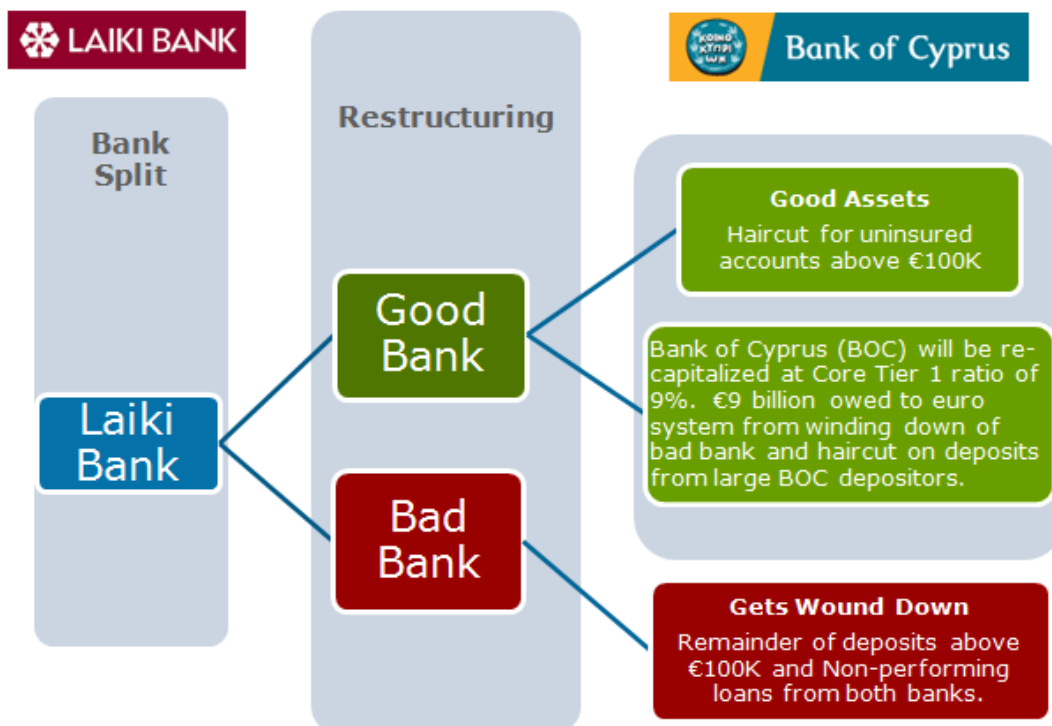 LAIKI BANK
Bank
Split
Laiki
Bank
Restructuring
Good
Bank
Bad
Bank
ΚΟΙΝΟ
ΚΤΠΡΙ
ΩΝ
Bank of Cyprus
Good Assets
Haircut for uninsured
accounts above €100K
Bank of Cyprus (BOC) will be re-
capitalized at Core Tier 1 ratio of
9%. €9 billion owed to euro
system from winding down of
bad bank and haircut on deposits
from large BOC depositors.
Gets Wound Down
Remainder of deposits above
€100K and Non-performing
loans from both banks.